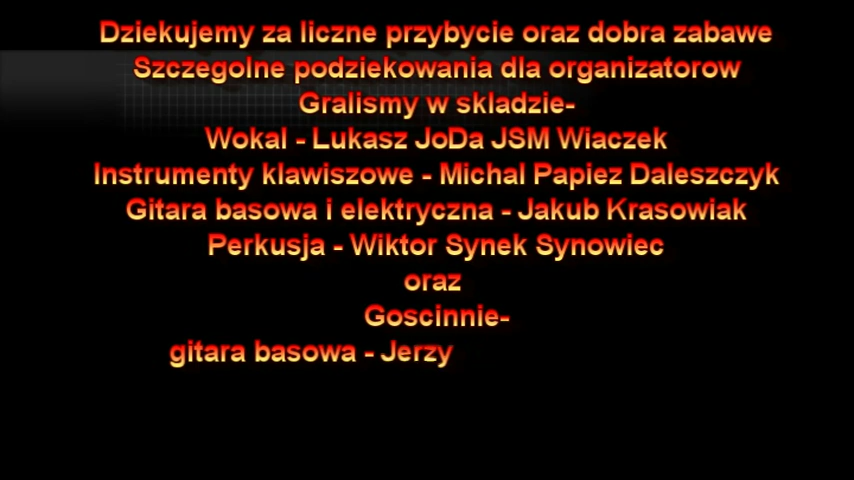 Dziekujemy za liczne przybycie oraz dobra zabawe
Szczegolne podziekowania dla organizatorow
Gralismy w skladzie-
Wokal - Lukasz JoDa JSM Wiaczek
Instrumenty klawiszowe - Michal Papiez Daleszczyk
Gitara basowa i elektryczna - Jakub Krasowiak
Perkusja - Wiktor Synek Synowiec
oraz
Goscinnie-
gitara basowa - Jerzy